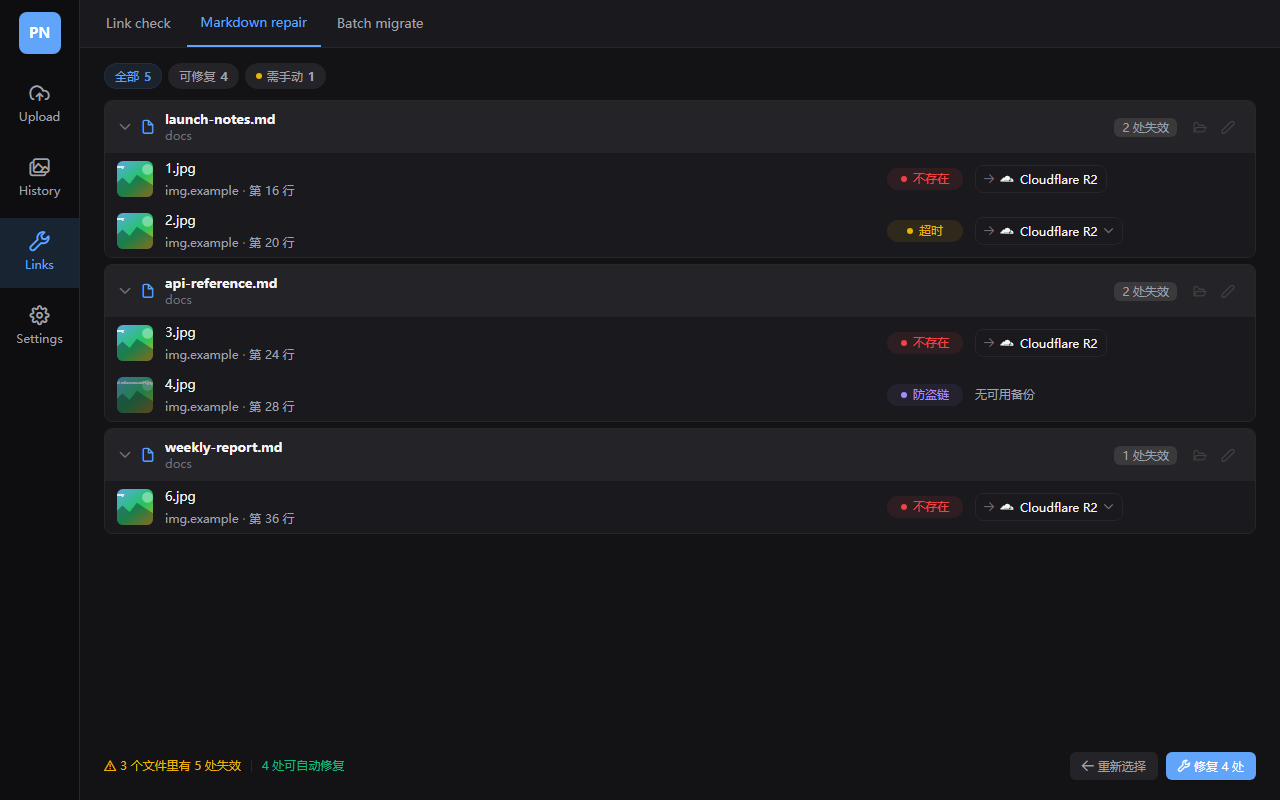 PN
Upload
History
Links
Settings
Link check
Markdown repair
Batch migrate
全部 5
可修复 4
需手动 1
launch-notes.md
docs
2 处失效
1.jpg
img.example · 第 16 行
不存在
Cloudflare R2
2.jpg
img.example · 第 20 行
超时
Cloudflare R2
api-reference.md
docs
2 处失效
3.jpg
img.example · 第 24 行
不存在
Cloudflare R2
4.jpg
img.example · 第 28 行
防盗链
无可用备份
weekly-report.md
docs
1 处失效
6.jpg
img.example · 第 36 行
不存在
Cloudflare R2
3 个文件里有 5 处失效
4 处可自动修复
重新选择
修复 4 处